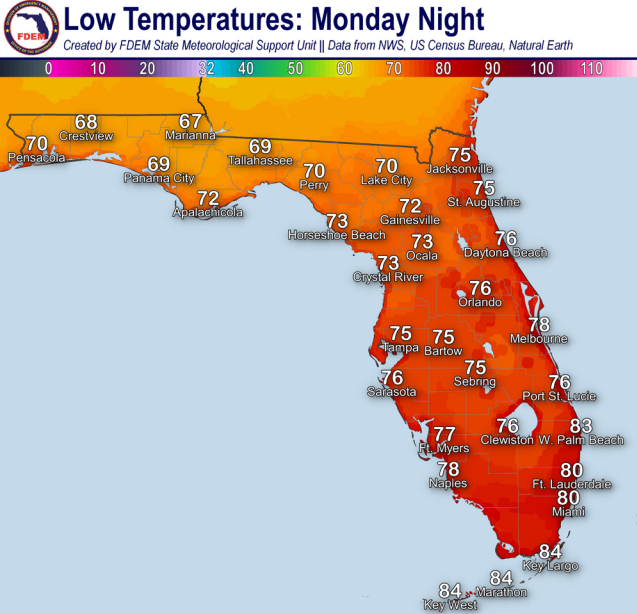 Low Temperatures: Monday Night
FDEM
Created by FDEM State Meteorological Support Unit || Data from NWS, US Census Bureau, Natural Earth
0 10 20 32 40 50 60 70 80 90 100 110
68
Crestview
67
Marianna
70
Pensacola
69
Tallahassee
69
Panama City
70
Perry
70
Lake City
75
Jacksonville
72
Apalachicola
75
St. Augustine
72
Gainesville
73
Horseshoe Beach
73
Ocala
76
Daytona Beach
73
Crystal River
76
Orlando
78
Melbourne
75
Tampa
75
Bartow
75
Sebring
76
Sarasota
76
Port St. Lucie
77
Ft. Myers
76
Clewiston
83
W. Palm Beach
78
Naples
80
Ft. Lauderdale
80
Miami
84
Key Largo
84
Marathon
84
Key West